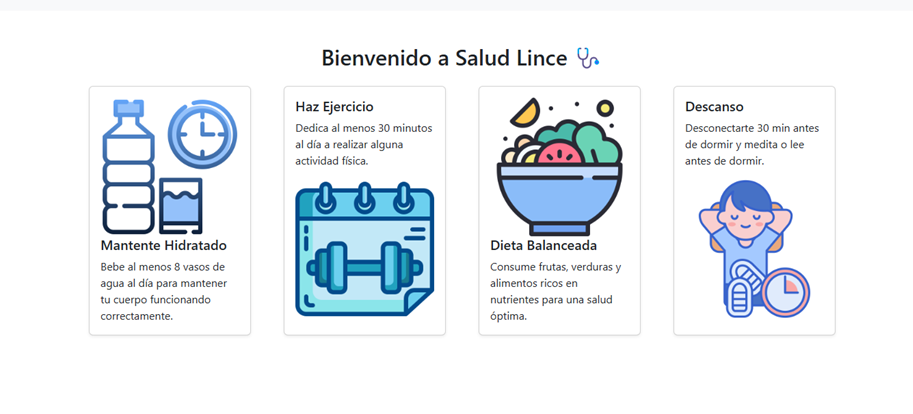 Bienvenido a Salud Lince
Mantente Hidratado
Bebe al menos 8 vasos de
agua al día para mantener
tu cuerpo funcionando
correctamente.
Haz Ejercicio
Dedica al menos 30 minutos
al día a realizar alguna
actividad física.
Dieta Balanceada
Consume frutas, verduras y
alimentos ricos en
nutrientes para una salud
óptima.
Descanso
Desconectarte 30 min antes
de dormir y medita o lee
antes de dormir.